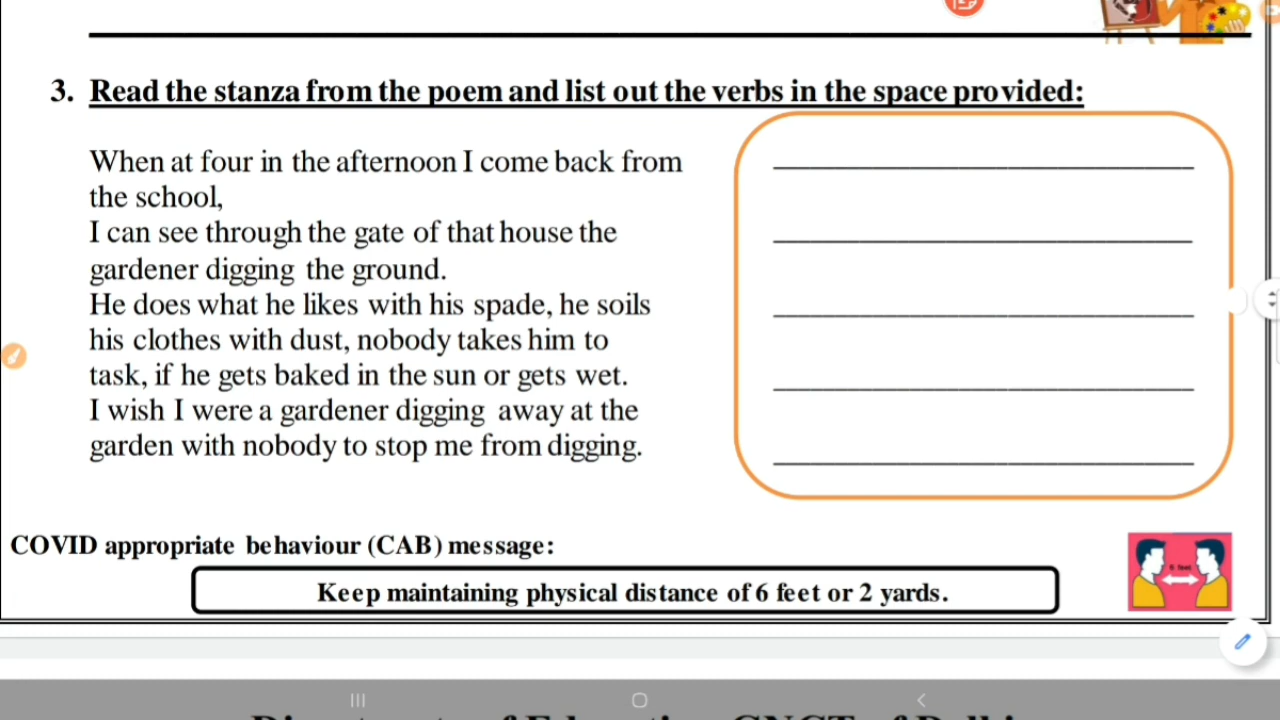 3. Read the stanza from the poem and list out the verbs in the space provided:
When at four in the afternoon I come back from
the school,
I can see through the gate of that house the
gardener digging the ground.
He does what he likes with his spade, he soils
his clothes with dust, nobody takes him to
task, if he gets baked in the sun or gets wet.
I wish I were a gardener digging away at the
garden with nobody to stop me from digging.
COVID appropriate behaviour (CAB) message:
Keep maintaining physical distance of 6 feet or 2 yards.
6 feet